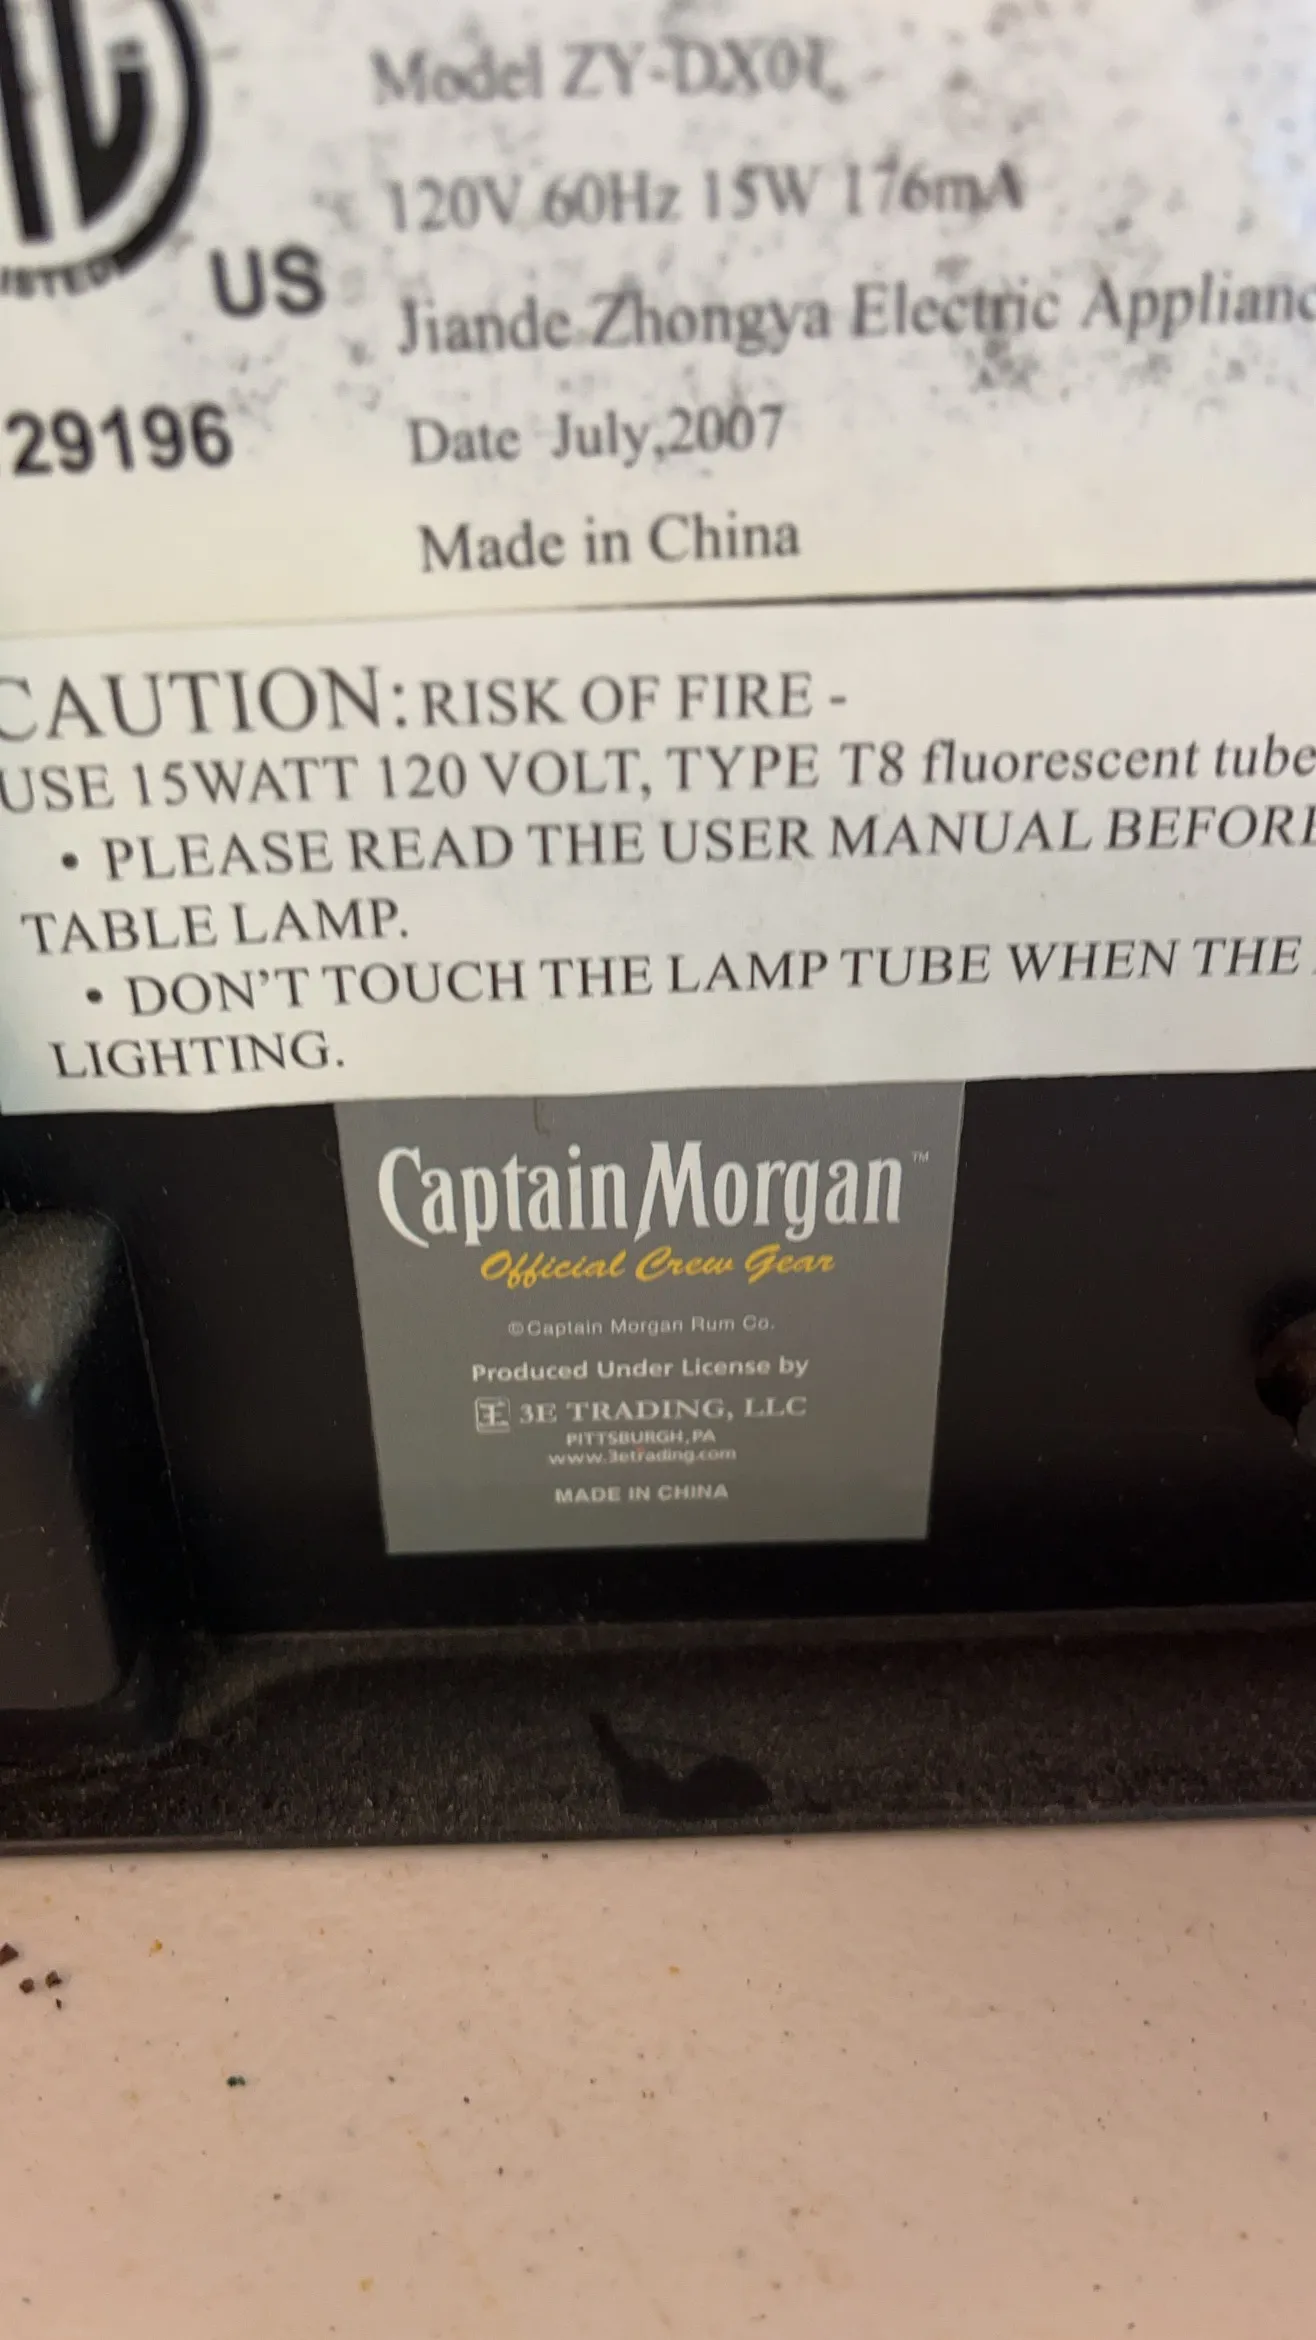 Model ZY-DX01
120V 60Hz 15W 176mA
LISTED
US
Jiande Zhongya Electric Applianc
29196
Date July,2007
Made in China
CAUTION: RISK OF FIRE -
USE 15WATT 120 VOLT, TYPE T8 fluorescent tube
• PLEASE READ THE USER MANUAL BEFORE
TABLE LAMP.
• DON'T TOUCH THE LAMP TUBE WHEN THE
LIGHTING.
Captain Morgan™
Official Crew Gear
©Captain Morgan Rum Co.
Produced Under License by
3E TRADING, LLC
PITTSBURGH, PA
www.3etrading.com
MADE IN CHINA